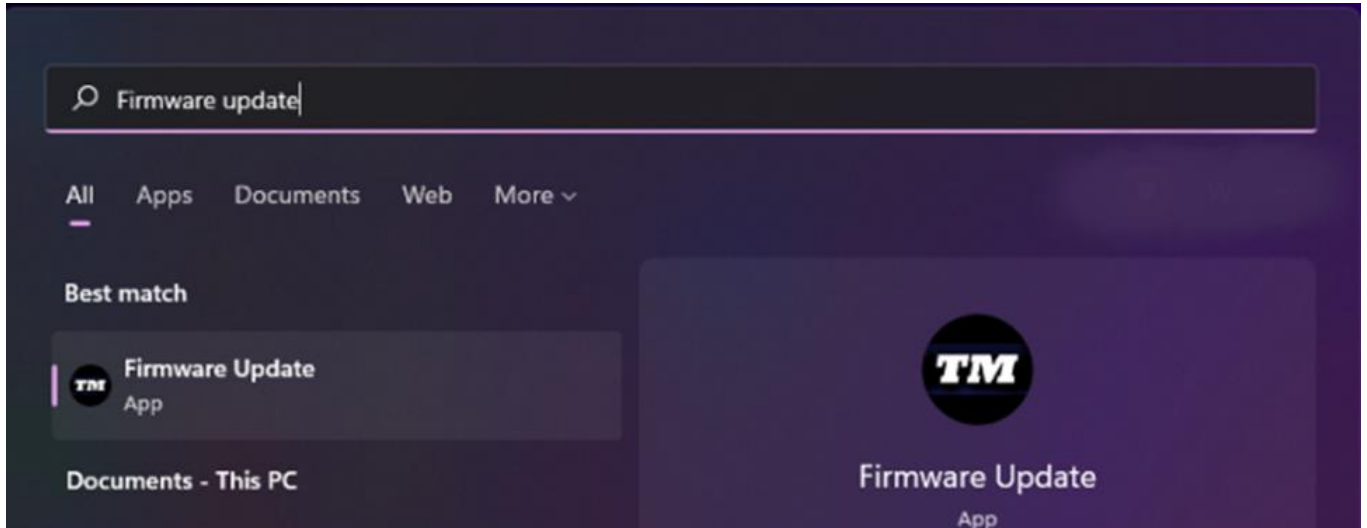 Firmware update
All Apps Documents Web More
Best match
TM Firmware Update
App
Documents - This PC
TM
Firmware Update
App